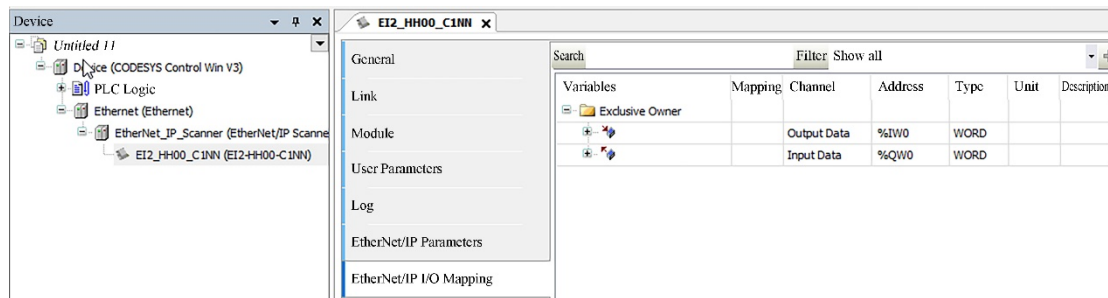 Device
Untitled 11
Device (CODESYS Control Win V3)
PLC Logic
Ethernet (Ethernet)
EtherNet_IP_Scanner (EtherNet/IP Scanne
EI2_HH00_C1NN (EI2-HH00-C1NN)
EI2_HH00_C1NN
General
Link
Module
User Parameters
Log
EtherNet/IP Parameters
EtherNet/IP I/O Mapping
Search Filter Show all
Variables Mapping Channel Address Type Unit Description
Exclusive Owner
Output Data %IW0 WORD
Input Data %QW0 WORD